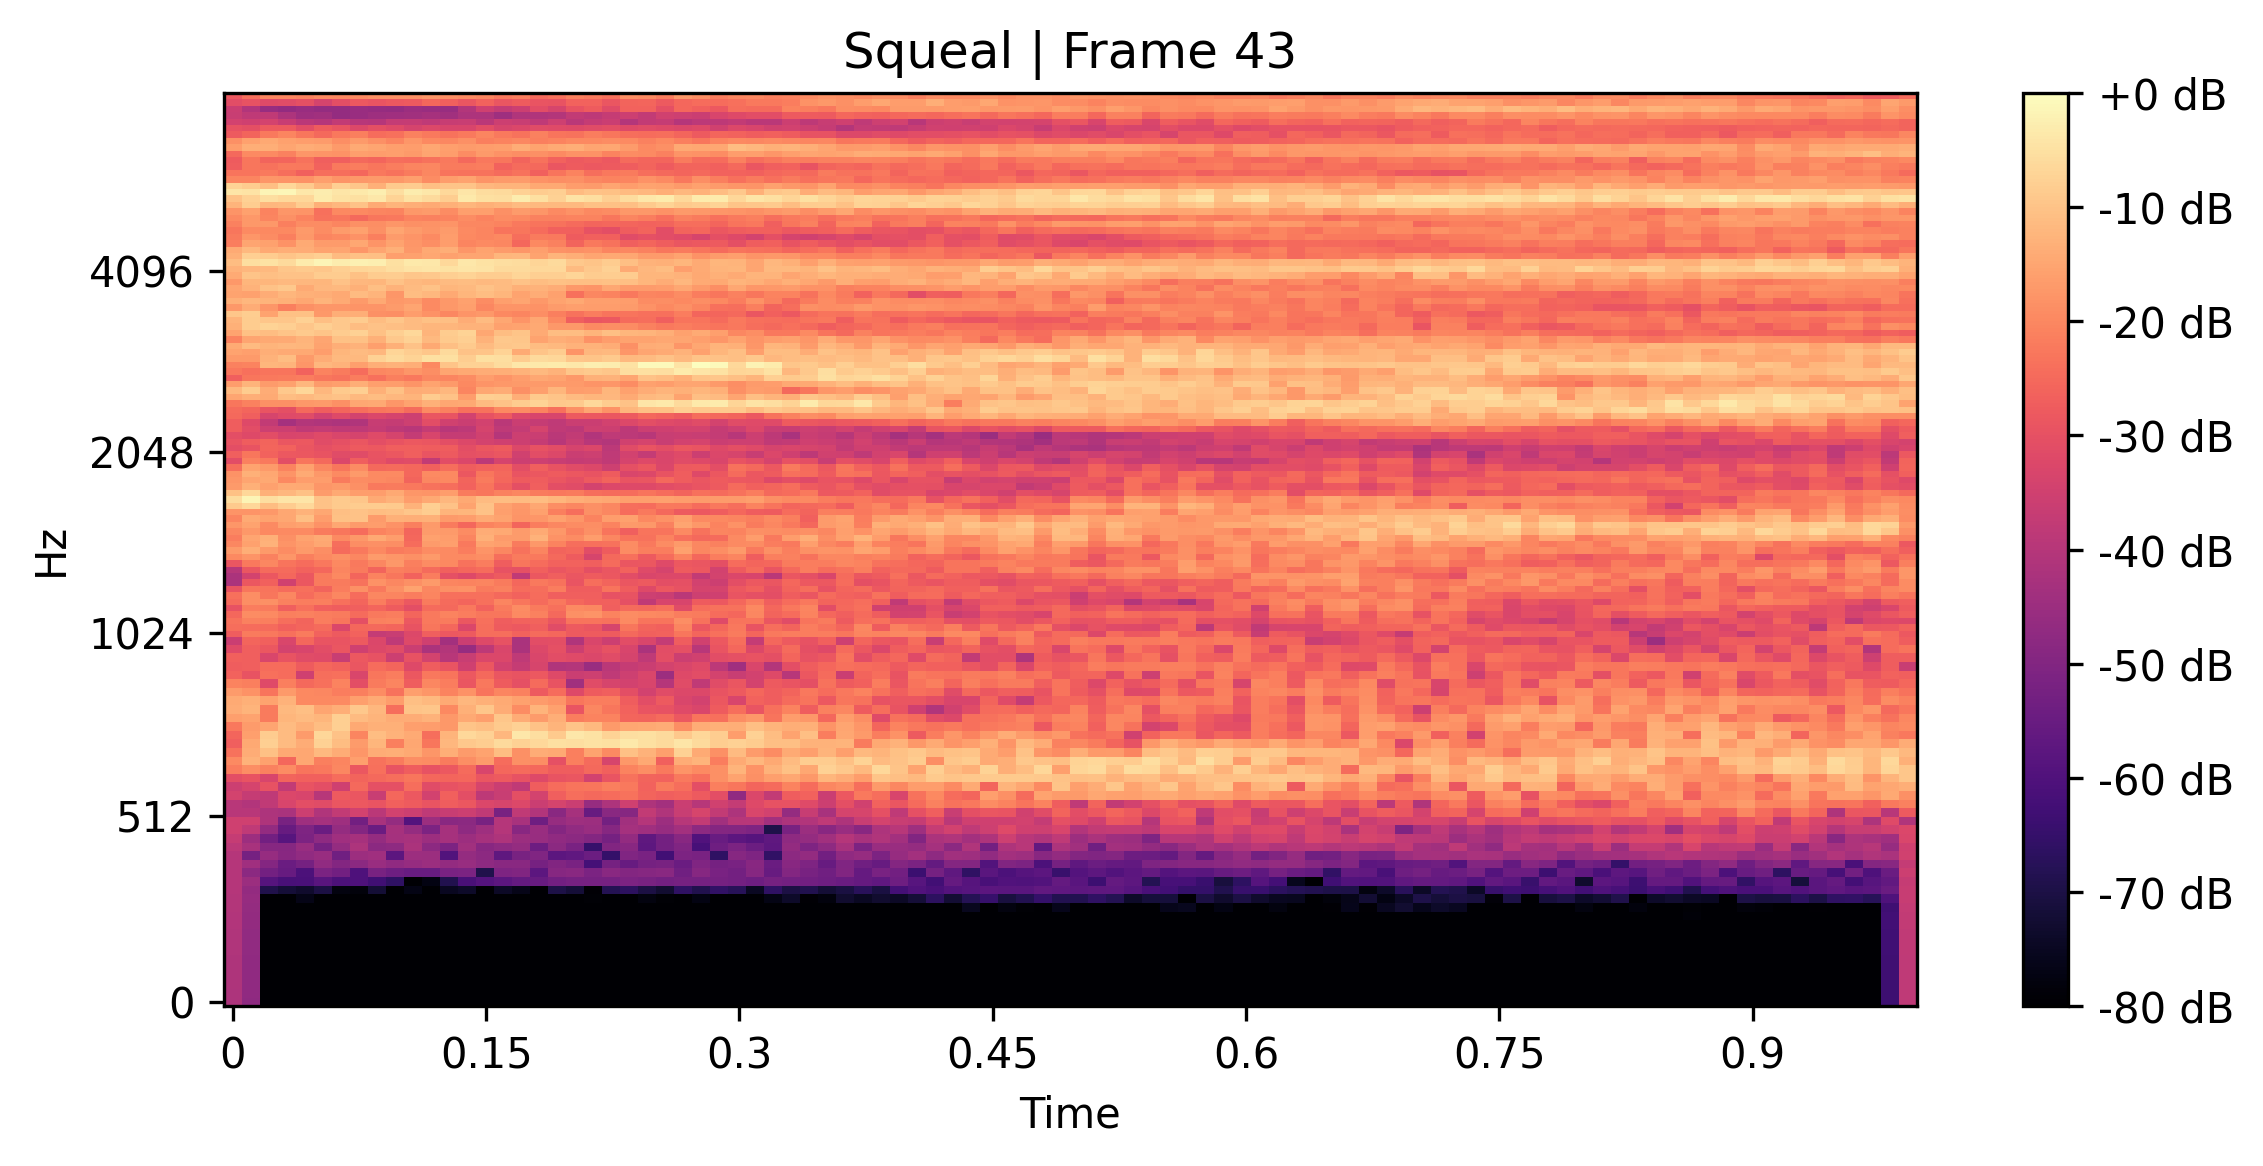 Squeal | Frame 43
+0 dB
-10 dB
-20 dB
-30 dB
-40 dB
-50 dB
-60 dB
-70 dB
-80 dB
Hz
4096
2048
1024
512
0
0 0.15 0.3 0.45 0.6 0.75 0.9
Time